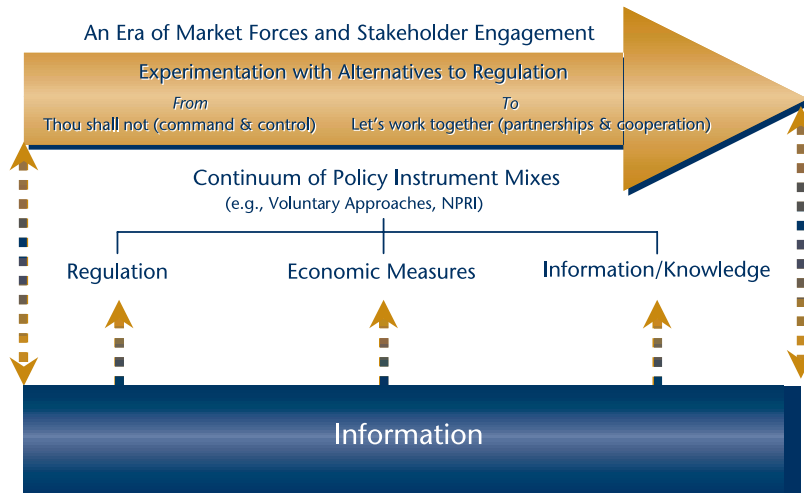 An Era of Market Forces and Stakeholder Engagement
Experimentation with Alternatives to Regulation
From To
Thou shall not (command & control) Let's work together (partnerships & cooperation)
Continuum of Policy Instrument Mixes
(e.g., Voluntary Approaches, NPRI)
Regulation Economic Measures Information/Knowledge
Information